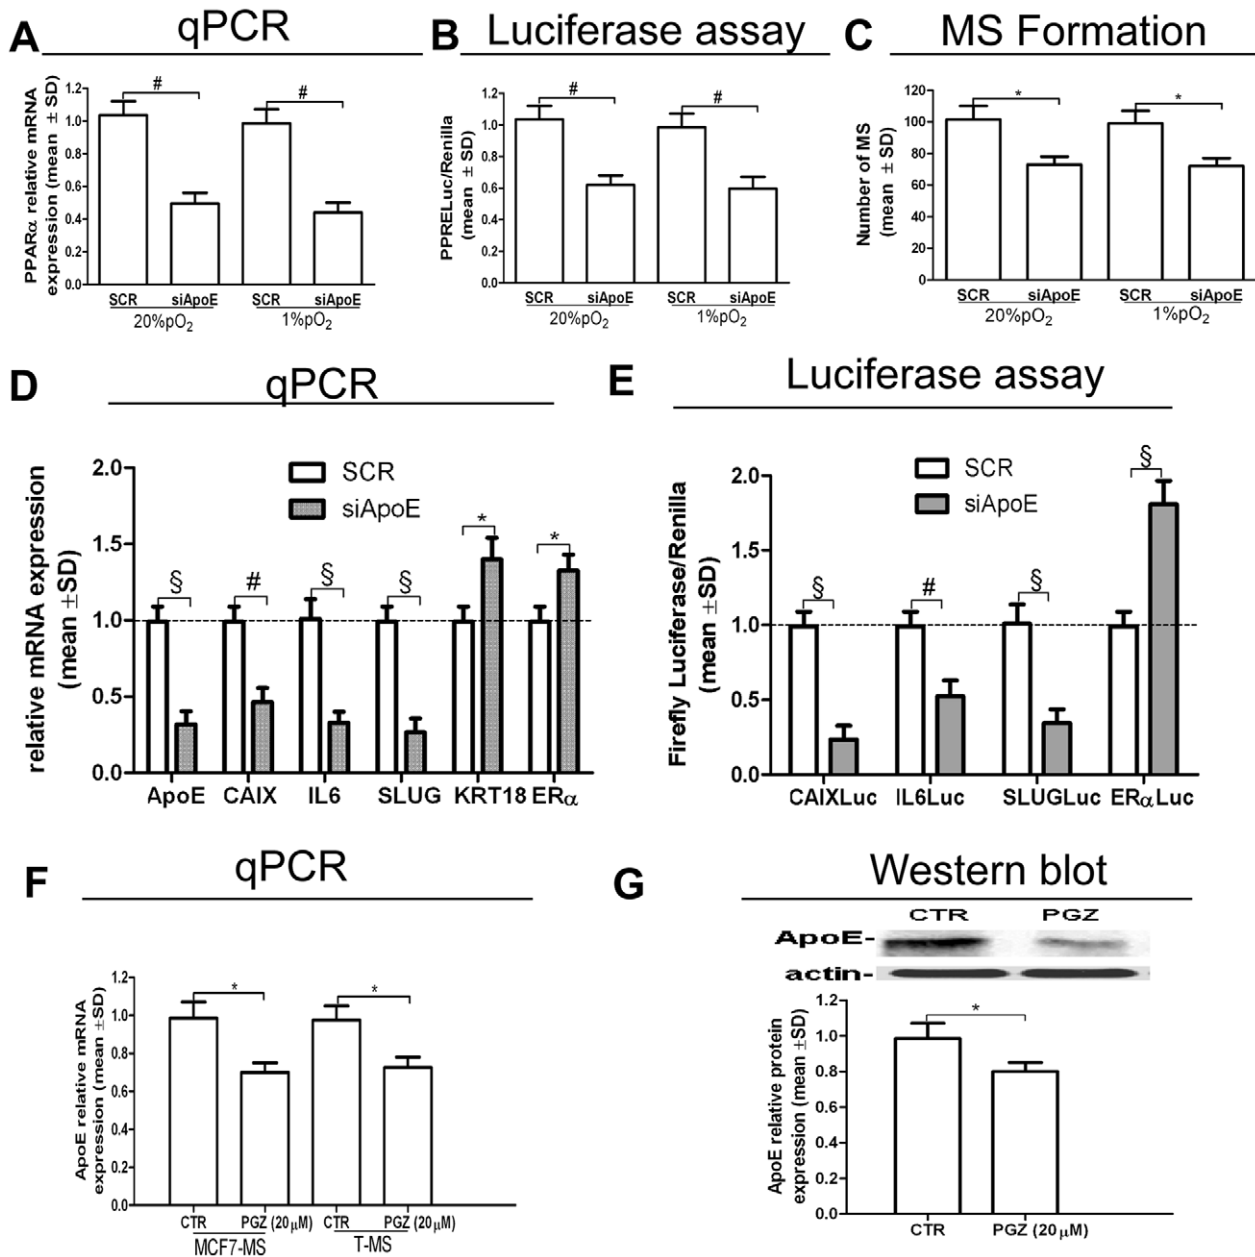 A qPCR
PPARα relative mRNA
expression (mean ± SD)
1.2
1.0
0.8
0.6
0.4
0.2
0.0
# #
SCR siApoE SCR siApoE
20%pO2 1%pO2
B Luciferase assay
PPRELuc/Renilla
(mean ± SD)
1.2
1.0
0.8
0.6
0.4
0.2
0.0
# #
SCR siApoE SCR siApoE
20%pO2 1%pO2
C MS Formation
Number of MS
(mean ± SD)
120
100
80
60
40
20
0
* *
SCR siApoE SCR siApoE
20%pO2 1%pO2
D qPCR
relative mRNA expression
(mean ±SD)
2.0
1.5
1.0
0.5
0.0
SCR
siApoE
§ # § § * *
ApoE CAIX IL6 SLUG KRT18 ERα
E Luciferase assay
Firefly Luciferase/Renilla
(mean ±SD)
2.0
1.5
1.0
0.5
0.0
SCR
siApoE
§ # § §
CAIXLuc IL6Luc SLUGLuc ERαLuc
F qPCR
ApoE relative mRNA
expression (mean ±SD)
1.2
1.0
0.8
0.6
0.4
0.2
0.0
* *
CTR PGZ (20μM) CTR PGZ (20μM)
MCF7-MS T-MS
G Western blot
CTR PGZ
ApoE-
actin-
ApoE relative protein
expression (mean ±SD)
1.0
0.8
0.6
0.4
0.2
0.0
*
CTR PGZ (20μM)